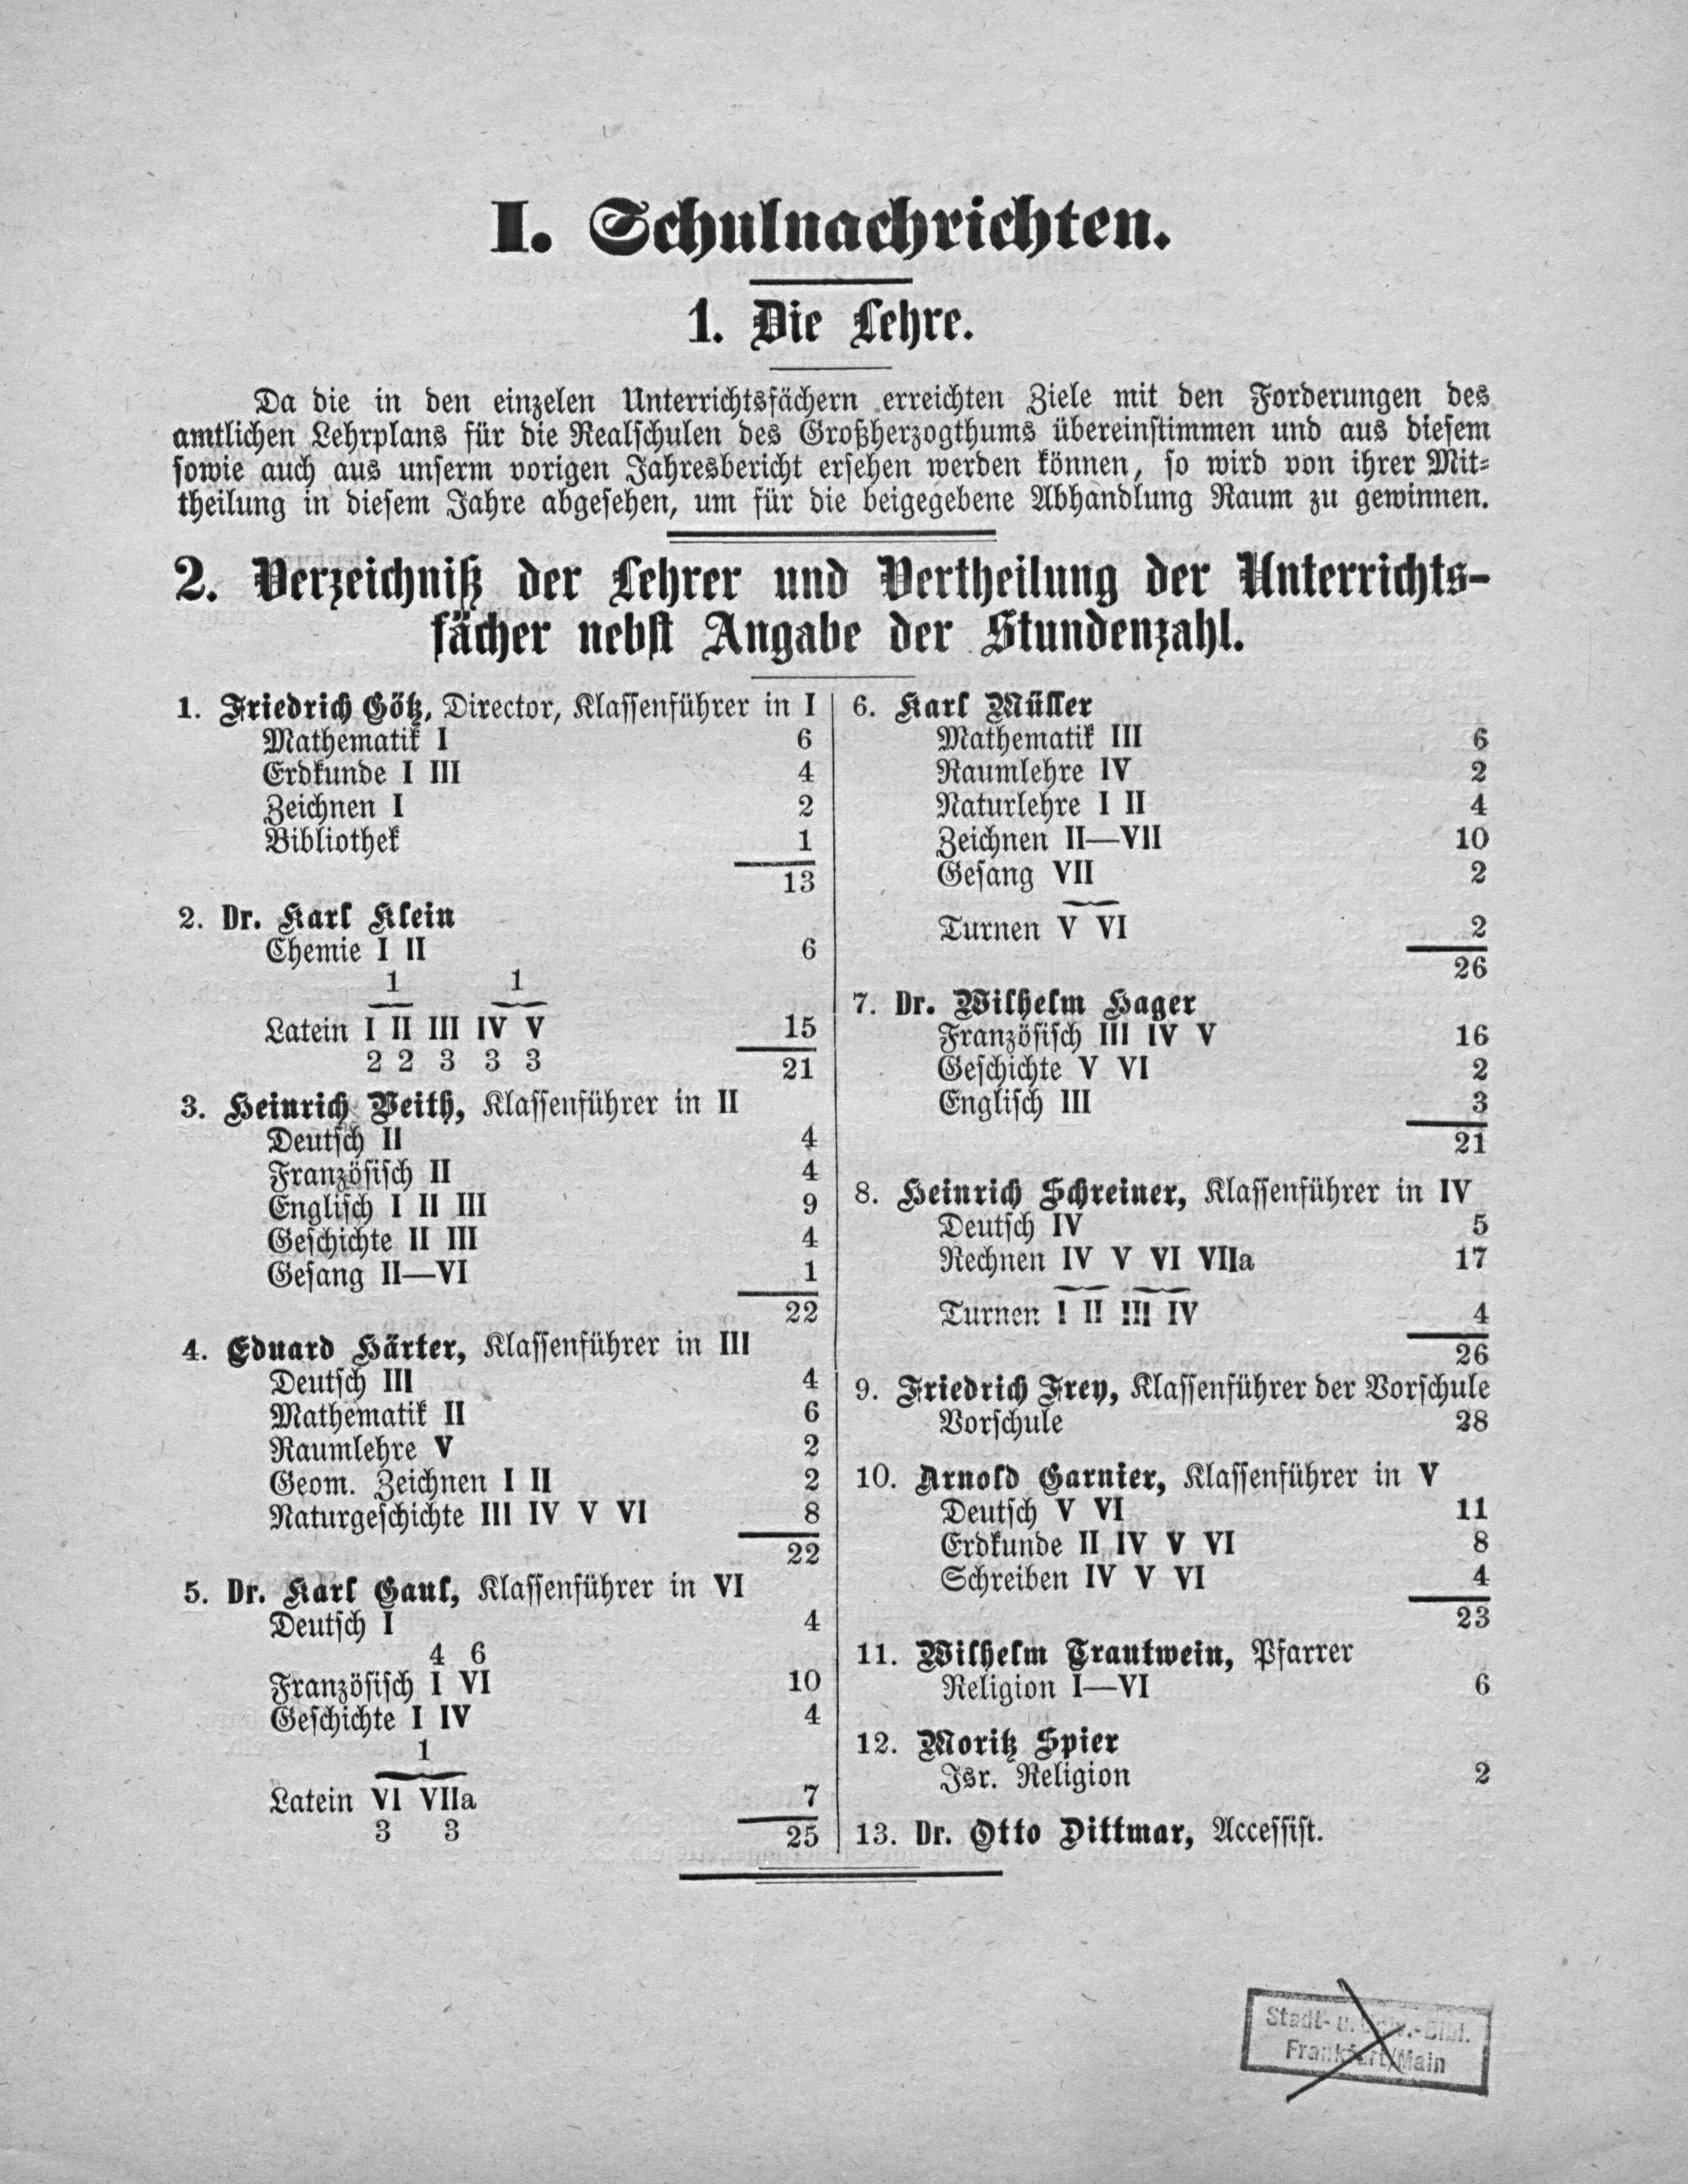 I. Schulnachrichten.
1. Die Lehre.
Da die in den einzelen Unterrichtsfächern erreichten Ziele mit den Forderungen des
amtlichen Lehrplans für die Realschulen des Großherzogthums übereinstimmen und aus diesem
sowie auch aus unserm vorigen Jahresbericht ersehen werden können, so wird von ihrer Mit-
theilung in diesem Jahre abgesehen, um für die beigegebene Abhandlung Raum zu gewinnen.
2. Verzeichniß der Lehrer und Vertheilung der Unterrichts-
fächer nebst Angabe der Stundenzahl.
1. Friedrich Götz, Director, Klassenführer in I
Mathematik I 6
Erdkunde I III 4
Zeichnen I 2
Bibliothek 1
13
2. Dr. Karl Klein
Chemie I II 6
1 1
Latein I II III IV V 15
2 2 3 3 3
21
3. Heinrich Veith, Klassenführer in II
Deutsch II 4
Französisch II 4
Englisch I II III 9
Geschichte II III 4
Gesang II—VI 1
22
4. Eduard Härter, Klassenführer in III
Deutsch III 4
Mathematik II 6
Raumlehre V 2
Geom. Zeichnen I II 2
Naturgeschichte III IV V VI 8
22
5. Dr. Karl Gaul, Klassenführer in VI
Deutsch I 4
4 6
Französisch I VI 10
Geschichte I IV 4
1
Latein VI VIIa 7
3 3
25
6. Karl Müller
Mathematik III 6
Raumlehre IV 2
Naturlehre I II 4
Zeichnen II—VII 10
Gesang VII 2
Turnen V VI 2
26
7. Dr. Wilhelm Hager
Französisch III IV V 16
Geschichte V VI 2
Englisch III 3
21
8. Heinrich Schreiner, Klassenführer in IV
Deutsch IV 5
Rechnen IV V VI VIIa 17
Turnen I II III IV 4
26
9. Friedrich Frey, Klassenführer der Vorschule
Vorschule 28
10. Arnold Garnier, Klassenführer in V
Deutsch V VI 11
Erdkunde II IV V VI 8
Schreiben IV V VI 4
23
11. Wilhelm Trautwein, Pfarrer
Religion I—VI 6
12. Moritz Spier
Isr. Religion 2
13. Dr. Otto Dittmar, Accessist.
Stadt- u. Univ.-Bibl.
Frankfurt/Main